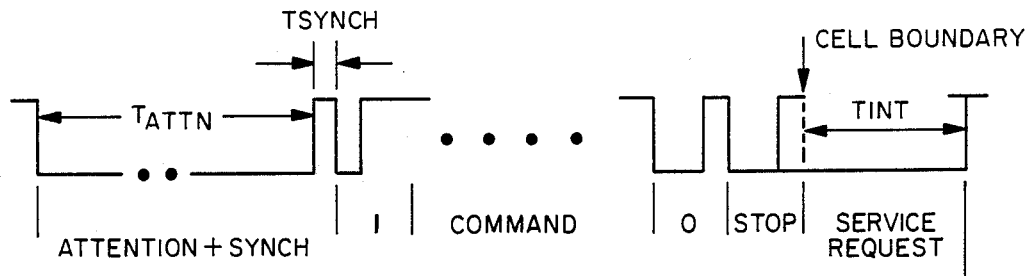 TSYNCH
CELL BOUNDARY
TATTN
TINT
1
COMMAND
0
STOP
SERVICE
REQUEST
ATTENTION + SYNCH